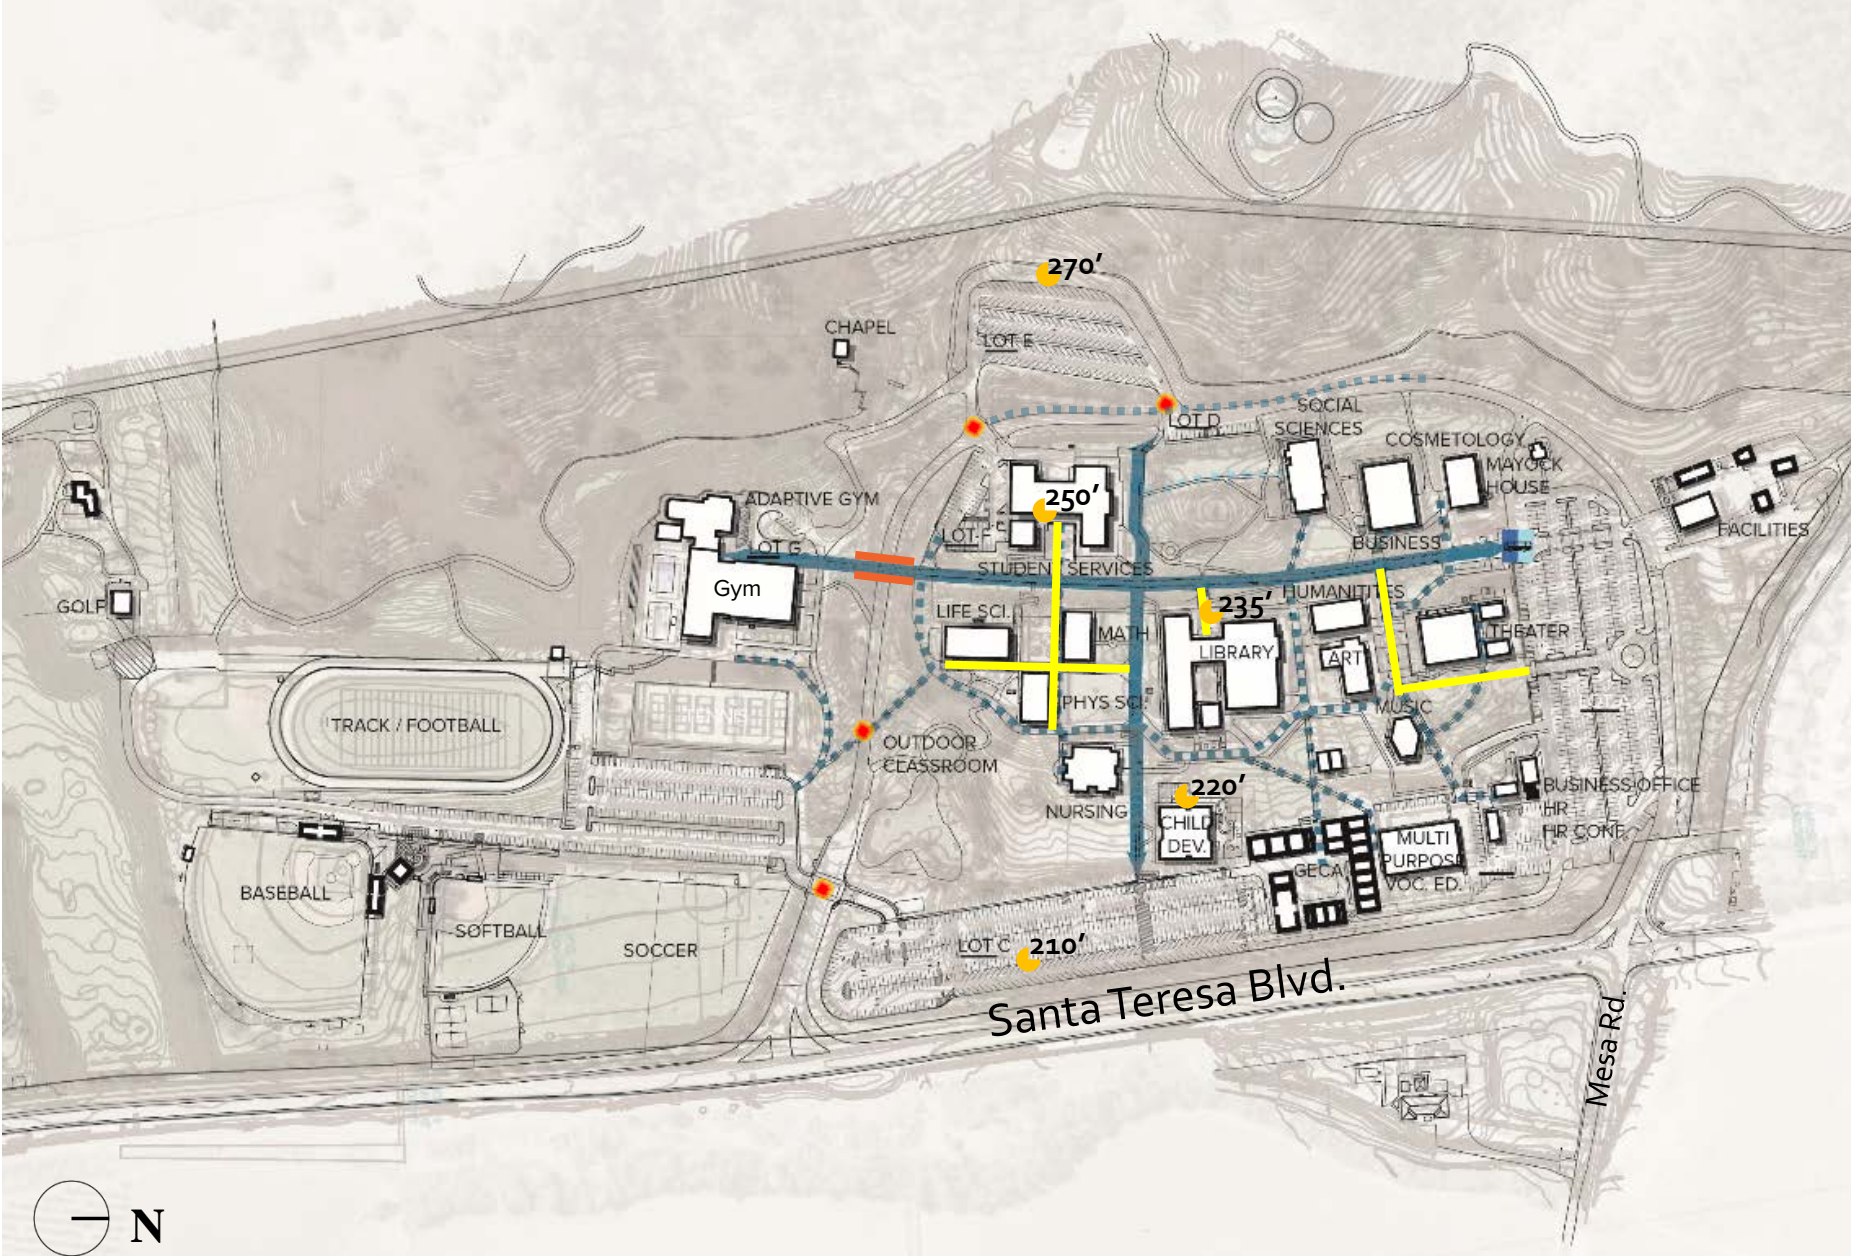 270'
CHAPEL
LOT E
SOCIAL
SCIENCES
LOT D
COSMETOLOGY
MAYOCK
HOUSE
250'
ADAPTIVE GYM
FACILITIES
LOT F
LOT G
BUSINESS
STUDENT SERVICES
Gym
HUMANITIES
GOLF
LIFE SCI.
235'
MATH
THEATER
LIBRARY
ART
PHYS SCI.
MUSIC
TENNIS
TRACK / FOOTBALL
OUTDOOR
CLASSROOM
220'
BUSINESS OFFICE
HR
HR CONF.
NURSING
CHILD
DEV.
MULTI
PURPOSE
GECA
VOC. ED.
BASEBALL
SOFTBALL
SOCCER
LOT C
210'
Santa Teresa Blvd.
Mesa Rd.
N